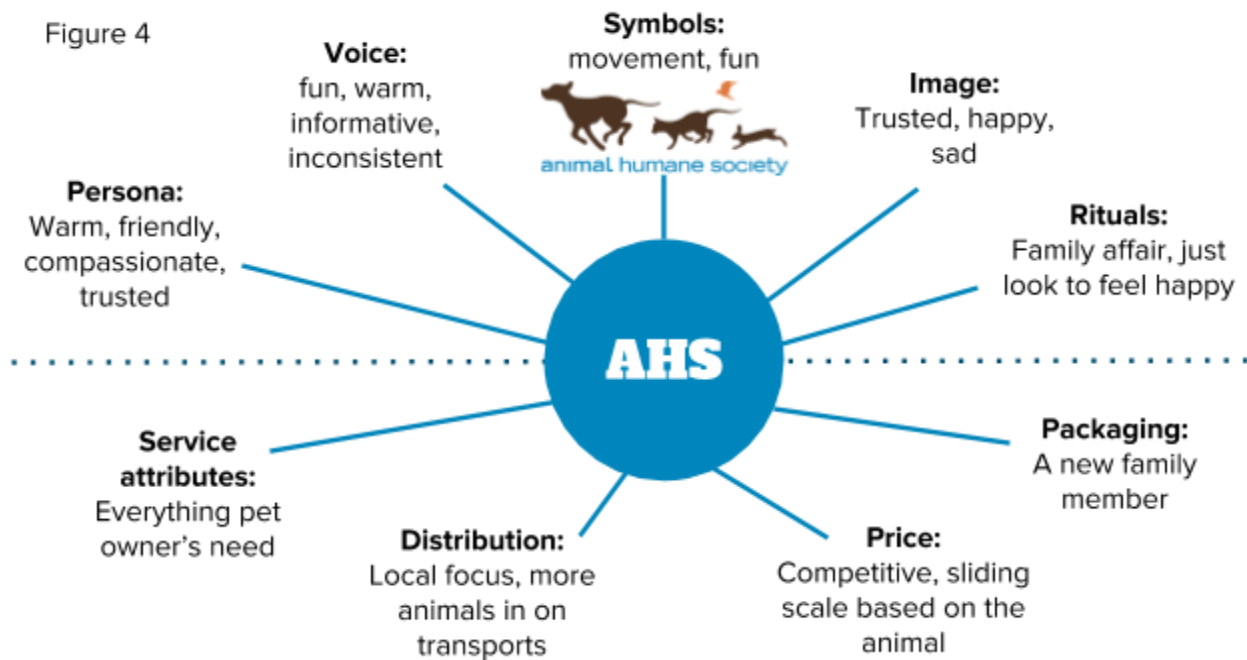 Figure 4
Persona:
Warm, friendly,
compassionate,
trusted
Voice:
fun, warm,
informative,
inconsistent
Symbols:
movement, fun
animal humane society
Image:
Trusted, happy,
sad
Rituals:
Family affair, just
look to feel happy
AHS
Service
attributes:
Everything pet
owner's need
Distribution:
Local focus, more
animals in on
transports
Price:
Competitive, sliding
scale based on the
animal
Packaging:
A new family
member